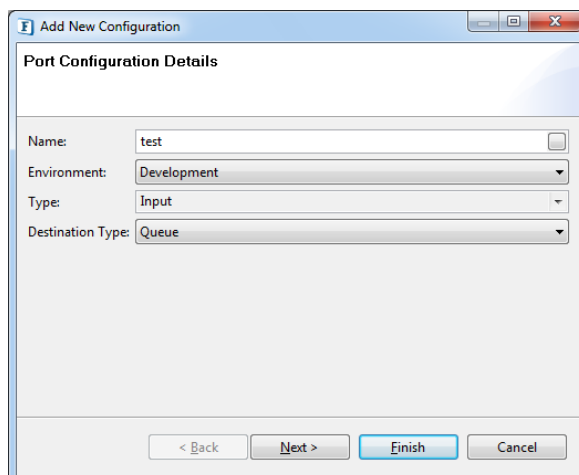 F Add New Configuration
Port Configuration Details
Name: test
Environment: Development
Type: Input
Destination Type: Queue
< Back Next > Finish Cancel